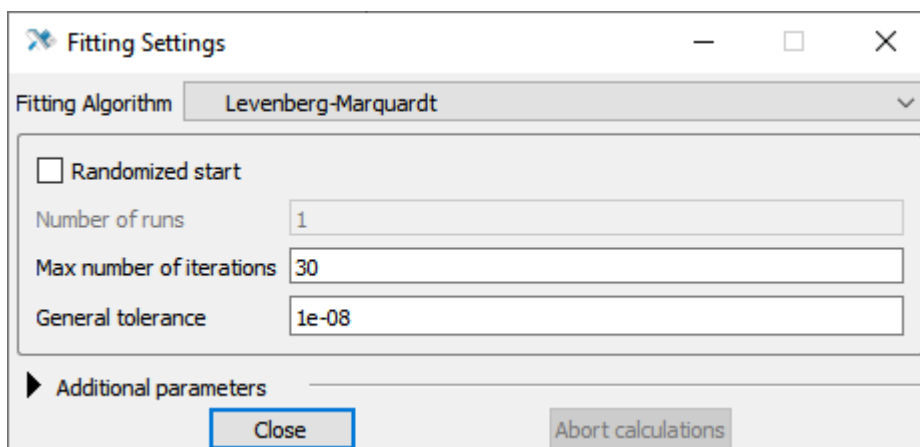 Fitting Settings
Fitting Algorithm Levenberg-Marquardt
Randomized start
Number of runs 1
Max number of iterations 30
General tolerance 1e-08
Additional parameters
Close Abort calculations